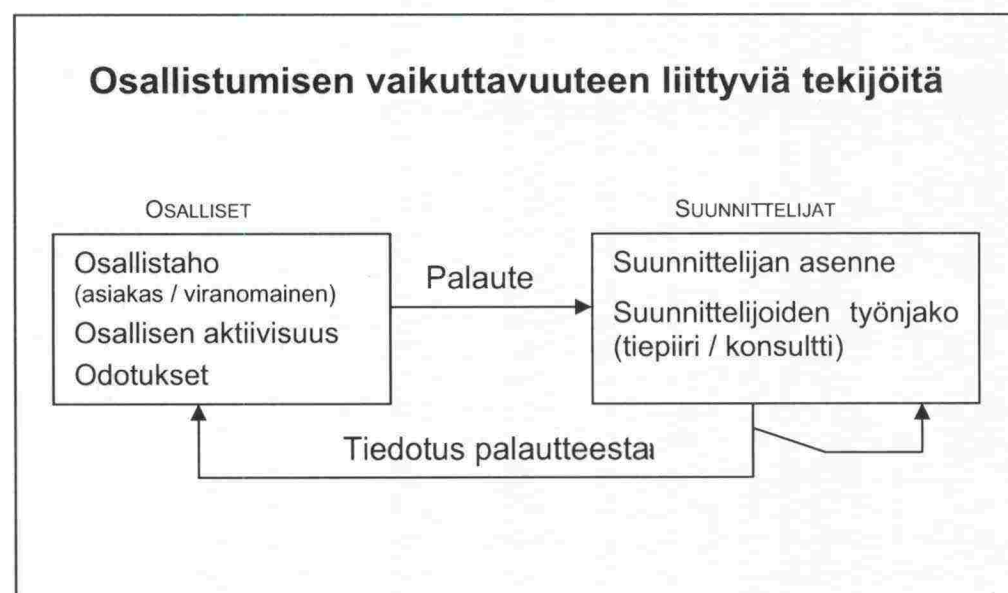 Osallistumisen vaikuttavuuteen liittyviä tekijöitä
OSALLISET
Osallistaho
(asiakas / viranomainen)
Osallisen aktiivisuus
Odotukset
Palaute
SUUNNITTELIJAT
Suunnittelijan asenne
Suunnittelijoiden työnjako
(tiepiiri / konsultti)
Tiedotus palautteesta